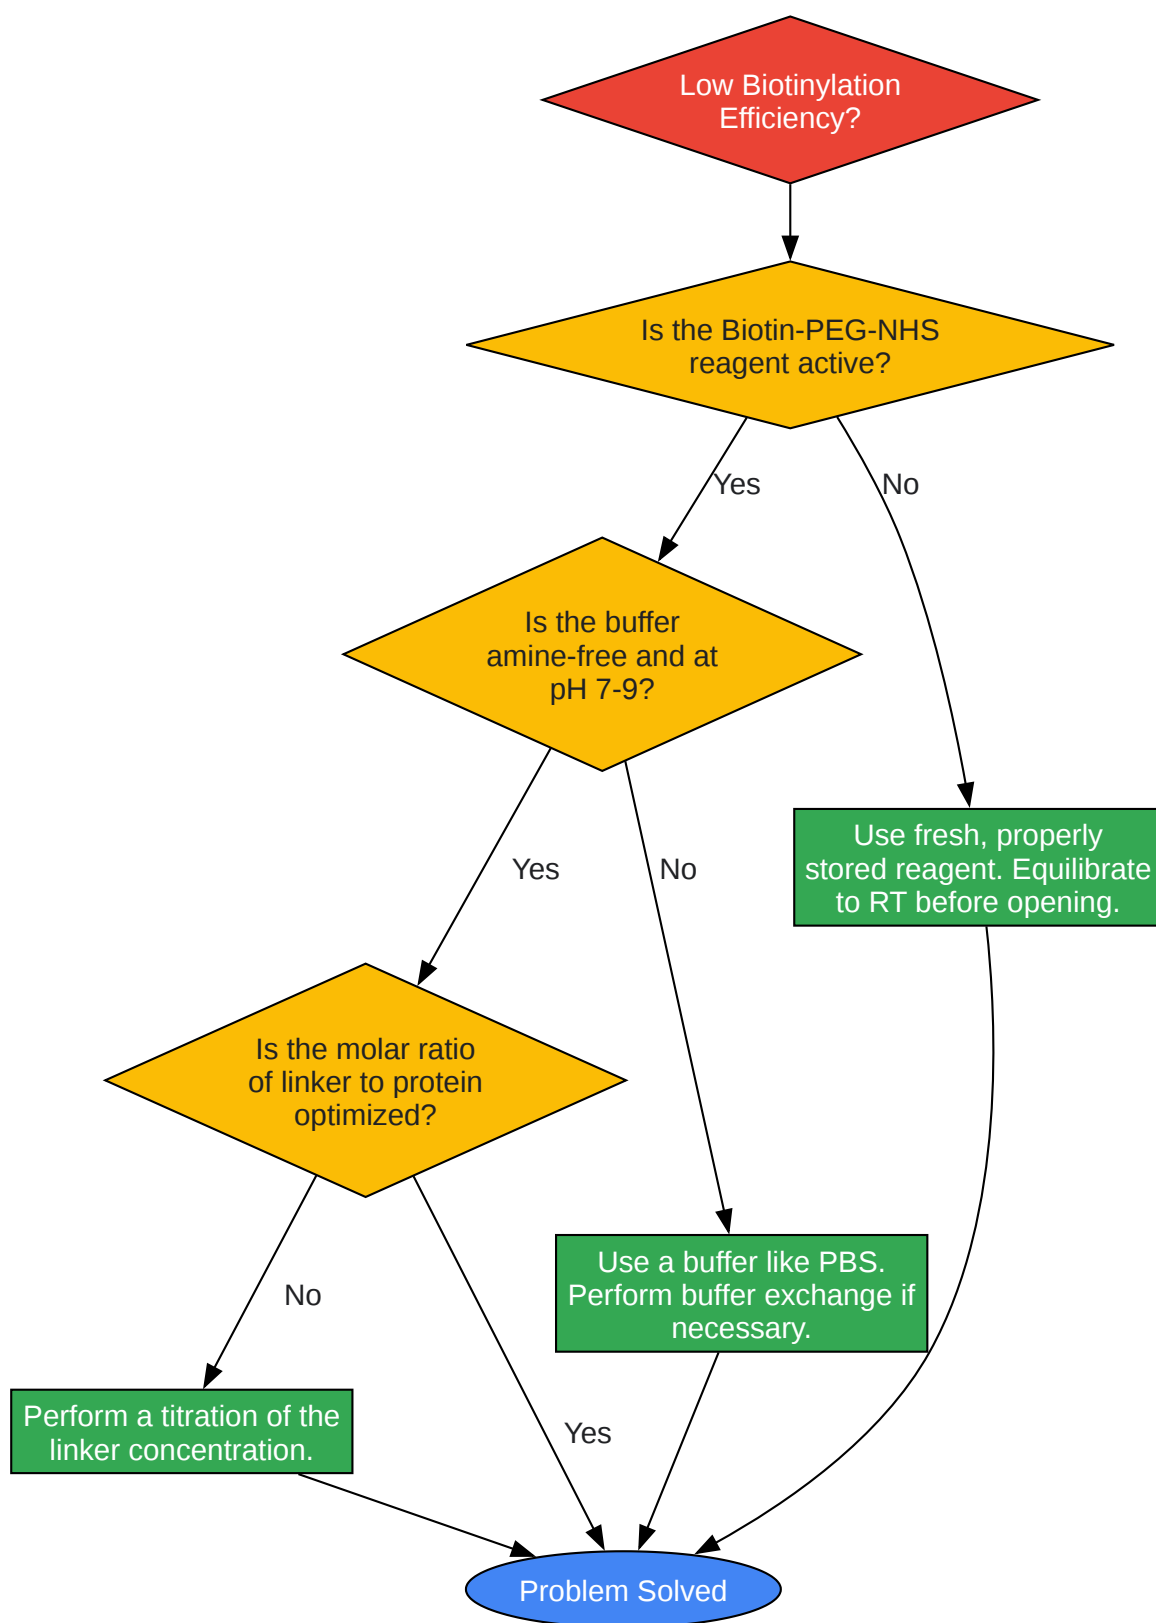 Low Biotinylation
Efficiency?
Is the Biotin-PEG-NHS
reagent active?
Yes
No
Is the buffer
amine-free and at
pH 7-9?
Yes
No
Use fresh, properly
stored reagent. Equilibrate
to RT before opening.
Is the molar ratio
of linker to protein
optimized?
No
Yes
Use a buffer like PBS.
Perform buffer exchange if
necessary.
Perform a titration of the
linker concentration.
Problem Solved